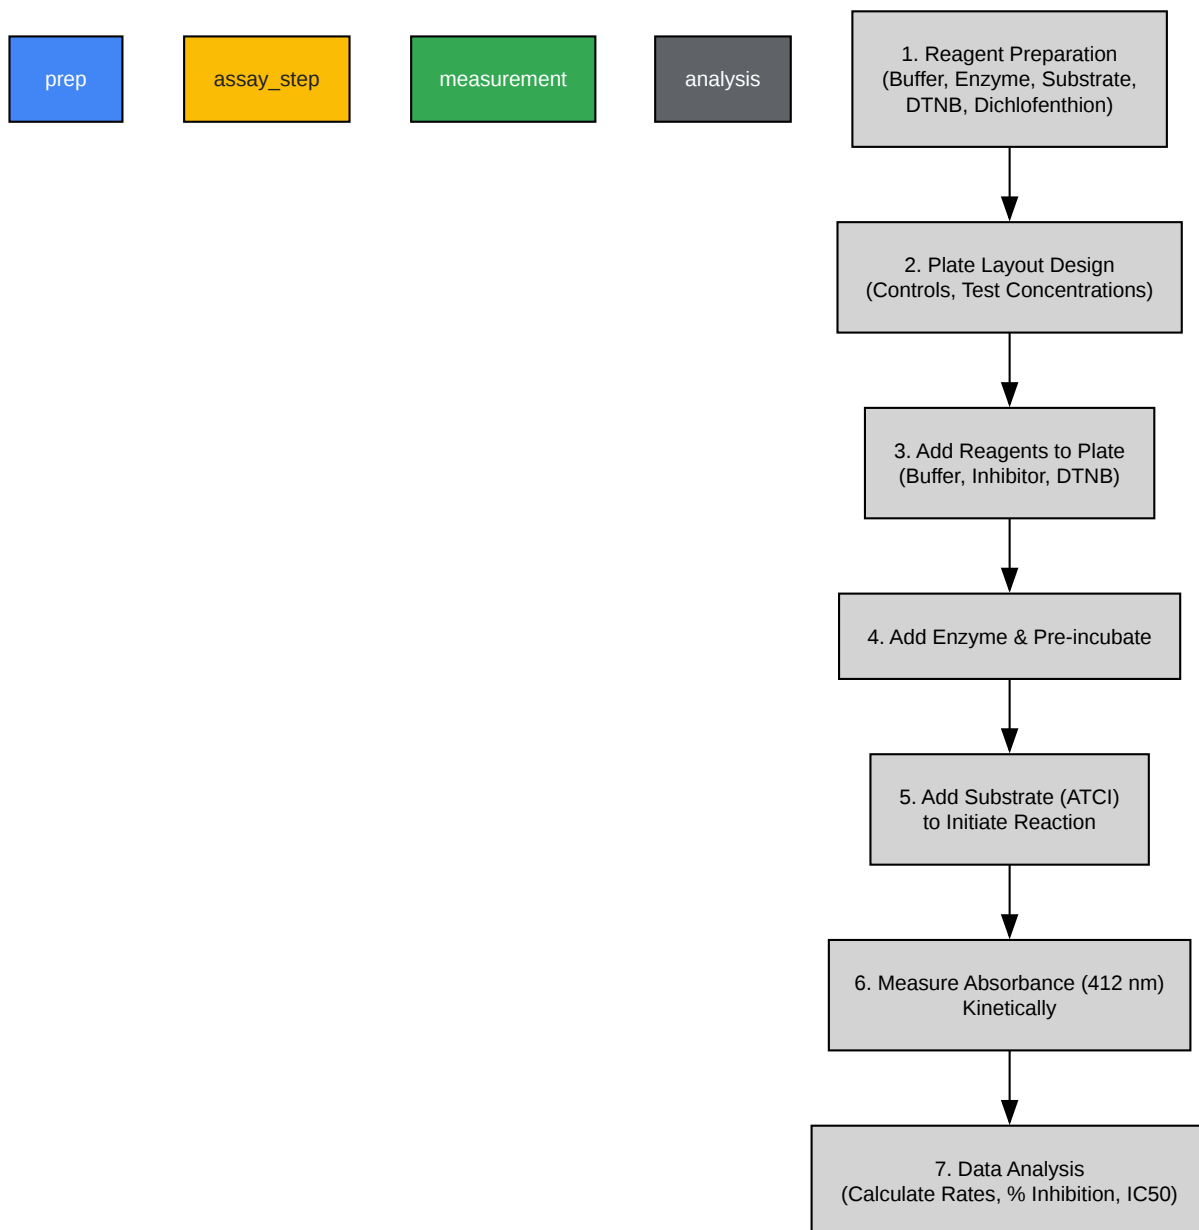 prep
assay_step
measurement
analysis
1. Reagent Preparation
(Buffer, Enzyme, Substrate,
DTNB, Dichlofenthion)
2. Plate Layout Design
(Controls, Test Concentrations)
3. Add Reagents to Plate
(Buffer, Inhibitor, DTNB)
4. Add Enzyme & Pre-incubate
5. Add Substrate (ATCI)
to Initiate Reaction
6. Measure Absorbance (412 nm)
Kinetically
7. Data Analysis
(Calculate Rates, % Inhibition, IC50)